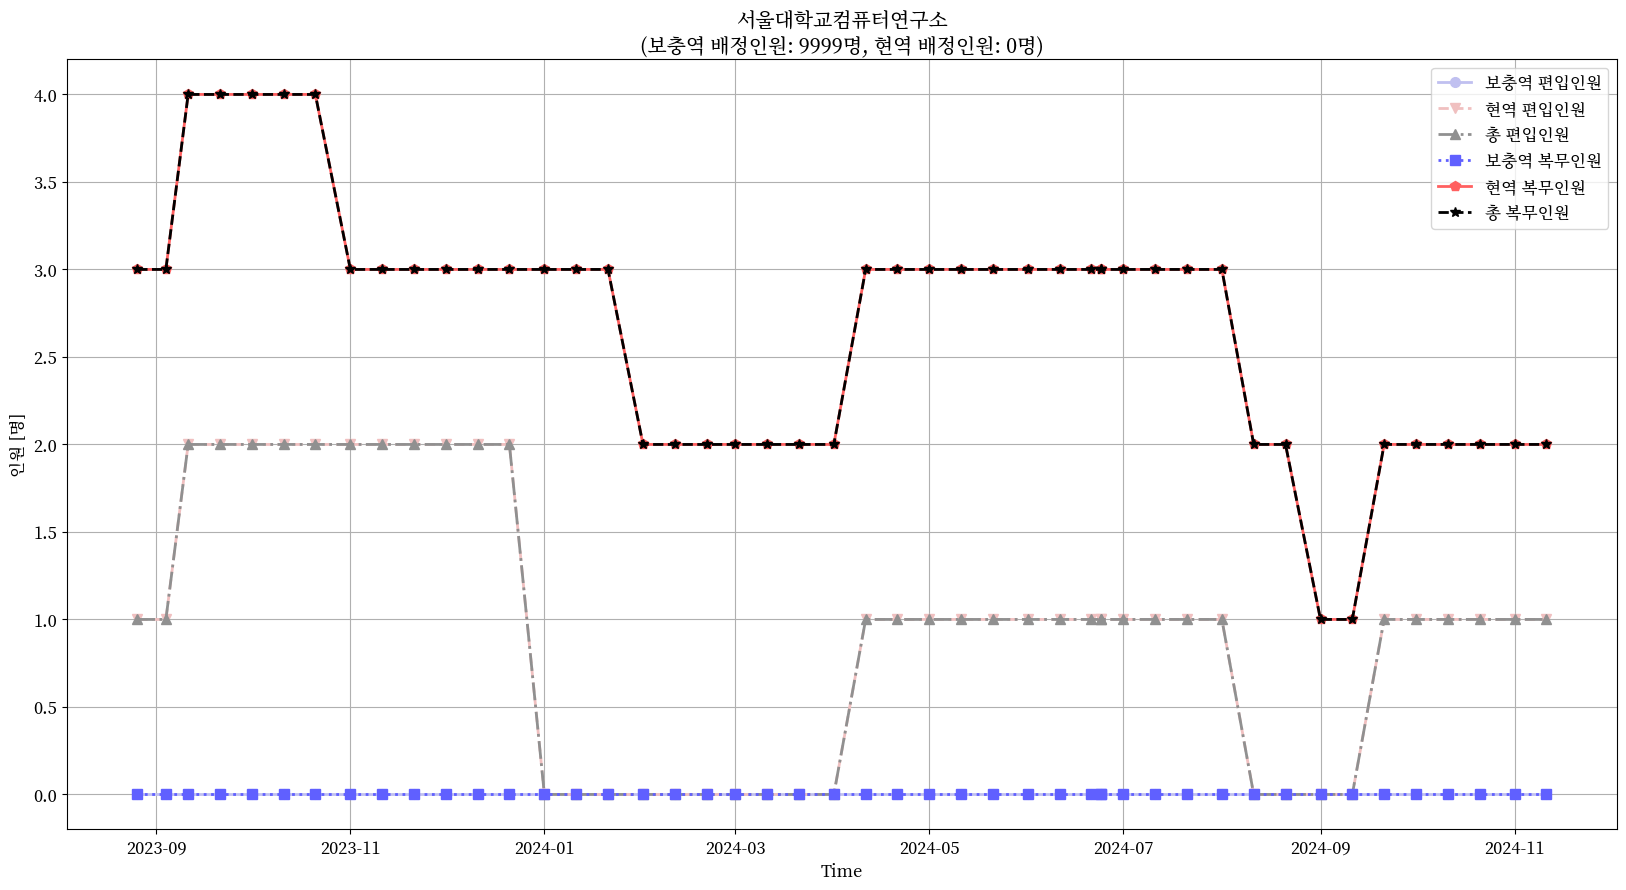 서울대학교컴퓨터연구소
(보충역 배정인원: 9999명, 현역 배정인원: 0명)
보충역 편입인원
현역 편입인원
총 편입인원
보충역 복무인원
현역 복무인원
총 복무인원
인원 [명]
4.0
3.5
3.0
2.5
2.0
1.5
1.0
0.5
0.0
2023-09 2023-11 2024-01 2024-03 2024-05 2024-07 2024-09 2024-11
Time